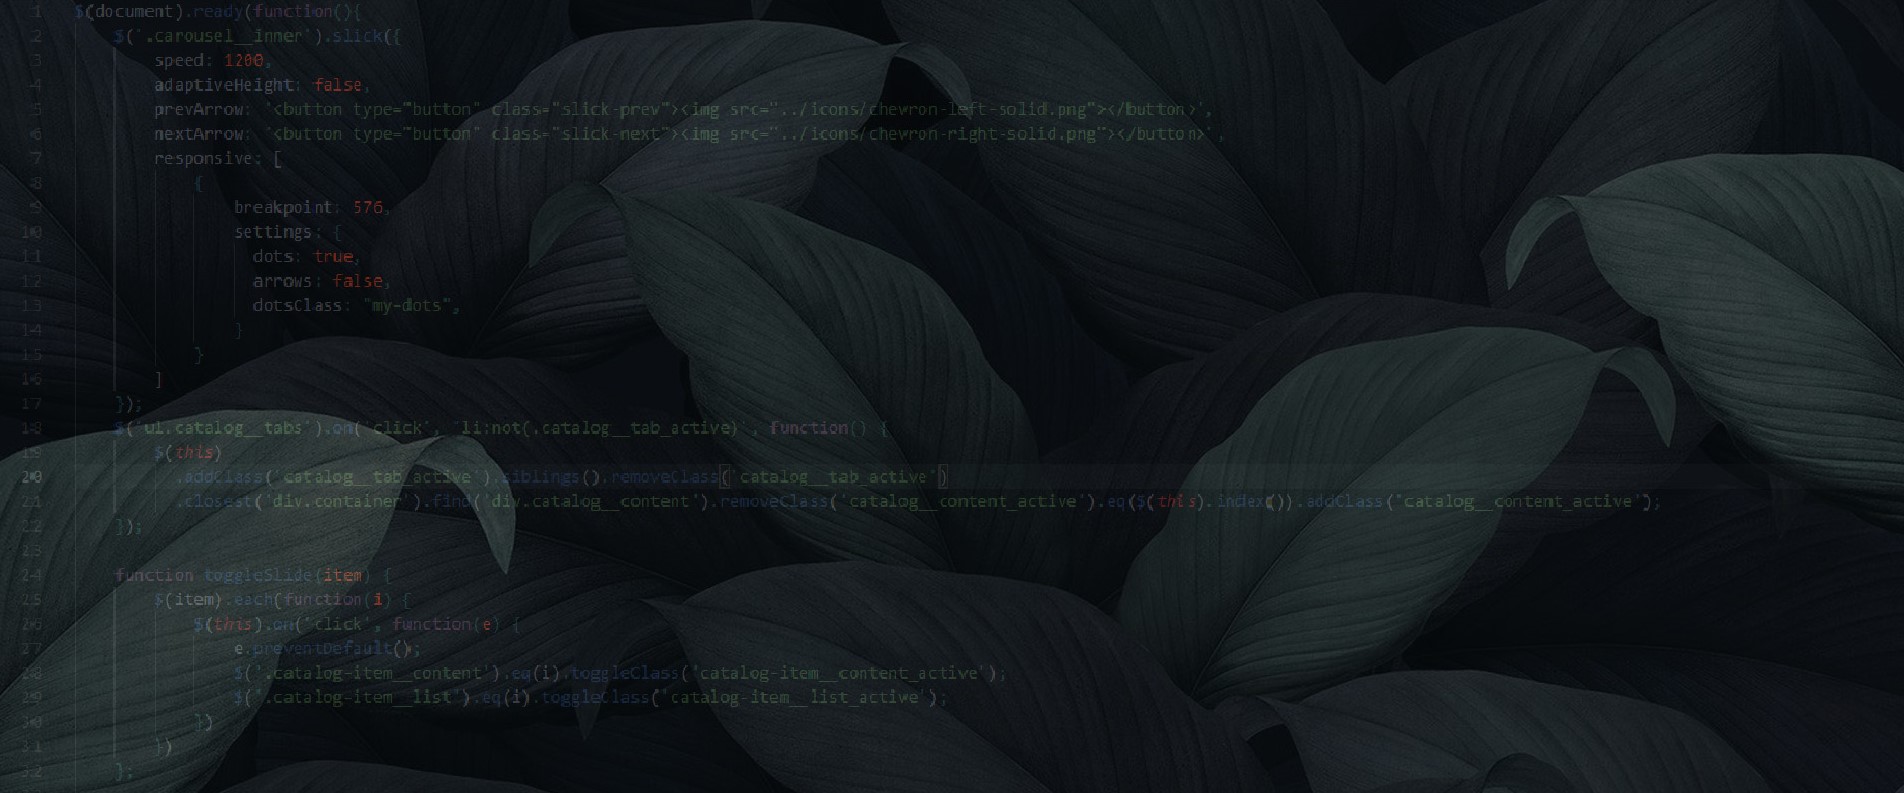 1 $(document).ready(function(){
2 $('.carousel__inner').slick({
3 speed: 1200,
4 adaptiveHeight: false,
5 prevArrow: '<button type="button" class="slick-prev"><img src="../icons/chewron-left-solid.png"></button>',
6 nextArrow: '<button type="button" class="slick-next"><img src="../icons/chewron-right-solid.png"></button>',
7 responsive: [
8 {
9 breakpoint: 576,
10 settings: {
11 dots: true,
12 arrows: false,
13 dotsClass: "my-dots",
14 }
15 }
16 ]
17 });
18 $('ul.catalog__tabs').on('click', 'li:not(.catalog__tab_active)', function() {
19 $(this)
20 .addClass('catalog__tab_active').siblings().removeClass('catalog__tab_active')
21 .closest('div.container').find('div.catalog__content').removeClass('catalog__content_active').eq($(this).index()).addClass('catalog__content_active');
22 });
23
24 function toggleSlide(item) {
25 $(item).each(function(i) {
26 $(this).on('click', function(e) {
27 e.preventDefault();
28 $('.catalog-item__content').eq(i).toggleClass('catalog-item__content_active');
29 $('.catalog-item__list').eq(i).toggleClass('catalog-item__list_active');
30 })
31 })
32 };